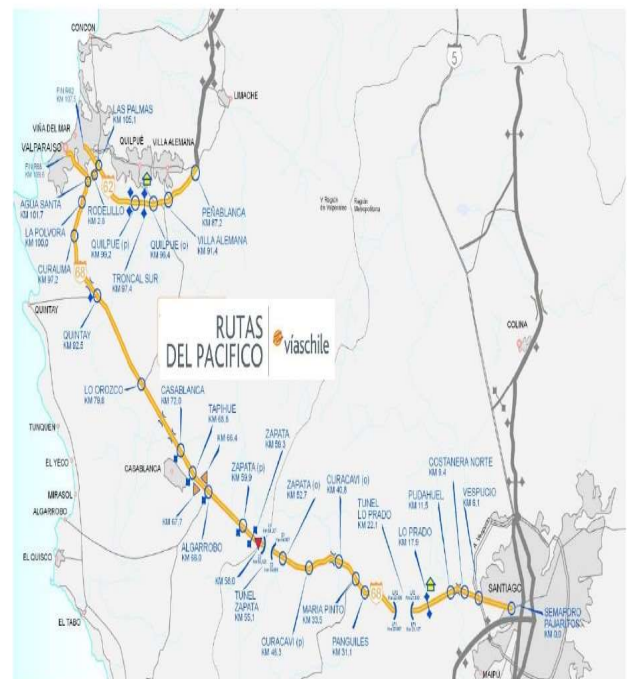 CONCON
LIMACHE
5
LAS PALMAS
KM 105,1
VIÑA DEL MAR
VALPARAISO
QUILPUÉ
VILLA ALEMANA
62
AGUA SANTA
KM 101,7
RODELILLO
KM 2,8
LA POLVORA
KM 100,0
CURAUMA
KM 97,2
68
QUILPUE (p)
KM 99,2
TRONCAL SUR
KM 97,4
QUILPUE (o)
KM 96,4
VILLA ALEMANA
KM 91,4
PEÑABLANCA
KM 87,2
V Región
de Valparaíso
Región
Metropolitana
QUINTAY
QUINTAY
KM 92,5
RUTAS
DEL PACIFICO
víaschile
COLINA
LO OROZCO
KM 79,8
CASABLANCA
KM 72,0
TAPIHUE
KM 68,5
KM 66,4
ZAPATA
KM 59,3
ZAPATA (p)
KM 59,9
ZAPATA (o)
KM 52,7
CURACAVI (o)
KM 40,8
TUNQUEN
EL YECO
MIRASOL
ALGARROBO
CASABLANCA
KM 67,7
ALGARROBO
KM 66,0
EL QUISCO
EL TABO
KM 58,0
TUNEL
ZAPATA
KM 55,1
CURACAVI (p)
KM 46,3
MARIA PINTO
KM 33,5
PANGUILES
KM 31,1
68
TUNEL
LO PRADO
KM 22,1
LO PRADO
KM 17,9
PUDAHUEL
KM 11,5
COSTANERA NORTE
KM 9,4
VESPUCIO
KM 6,1
SANTIAGO
SEMAFORO
PAJARITOS
KM 0,0
MAIPU